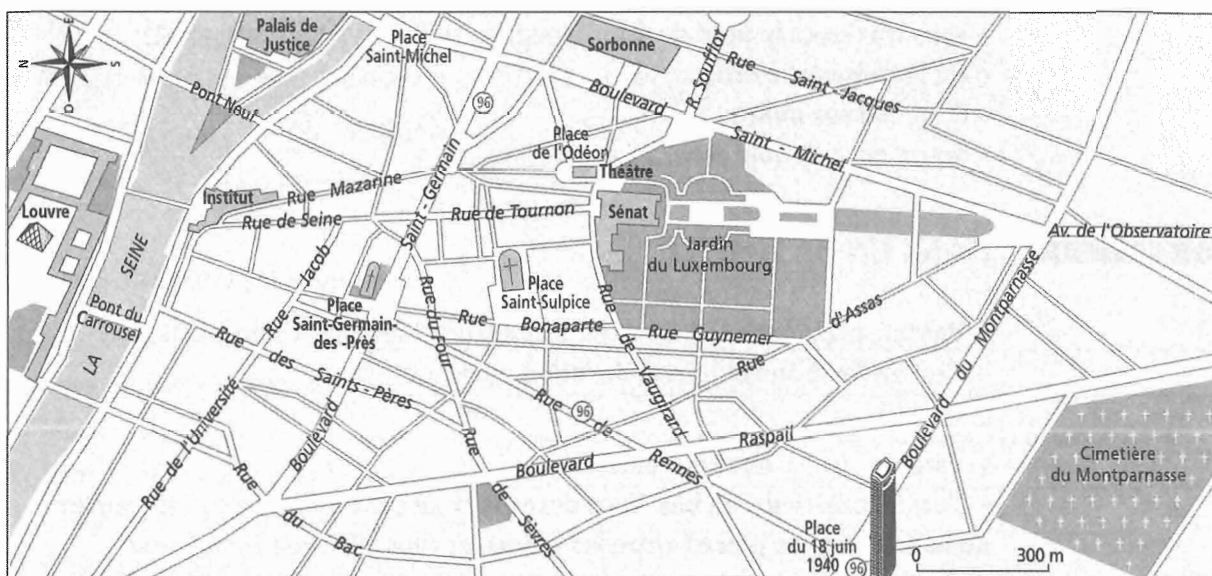 E
N
S
O
Palais de
Justice
Place
Saint-Michel
Sorbonne
R. Soufflot
Rue Saint-Jacques
Pont Neuf
96
Boulevard Saint-Michel
Place
de l'Odéon
Théâtre
Institut
Rue Mazarine
Saint-Germain
Louvre
Rue de Seine
Rue de Tournon
Sénat
Jardin
du Luxembourg
Av. de l'Observatoire
LA SEINE
Rue Jacob
Place
Saint-Sulpice
Pont du
Carrousel
Place
Saint-Germain-
des-Près
Rue du Four
Rue Bonaparte
Rue de Vaugirard
Rue Guynemer
Rue d'Assas
Boulevard du Montparnasse
Rue des Saints-Pères
Rue de l'Université
Boulevard
Rue de Rennes
96
Boulevard Raspail
Rue du Bac
Rue de Sèvres
Cimetière
du Montparnasse
Place
du 18 juin
1940
96
0 300 m